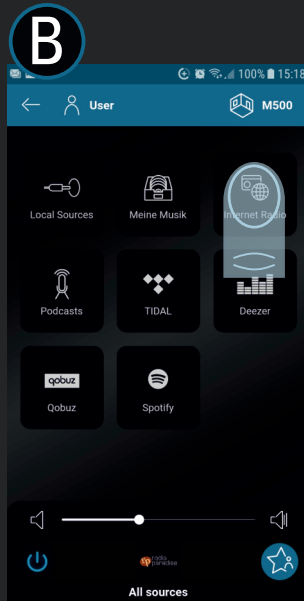 B
100% 15:18
User M500
Local Sources Meine Musik Internet Radio
Podcasts TIDAL Deezer
qobuz
Qobuz Spotify
radio
paradise
All sources